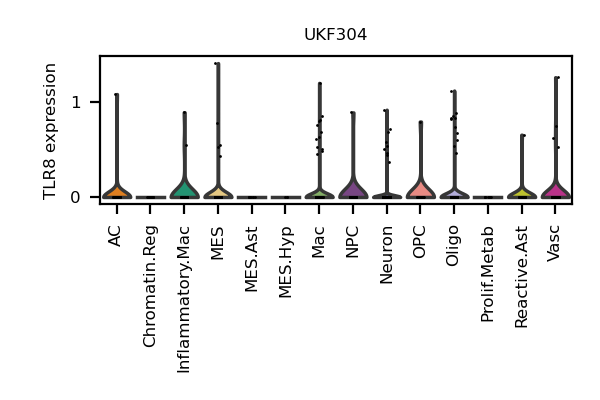 UKF304
TLR8 expression
1
0
AC
Chromatin.Reg
Inflammatory.Mac
MES
MES.Ast
MES.Hyp
Mac
NPC
Neuron
OPC
Oligo
Prolif.Metab
Reactive.Ast
Vasc